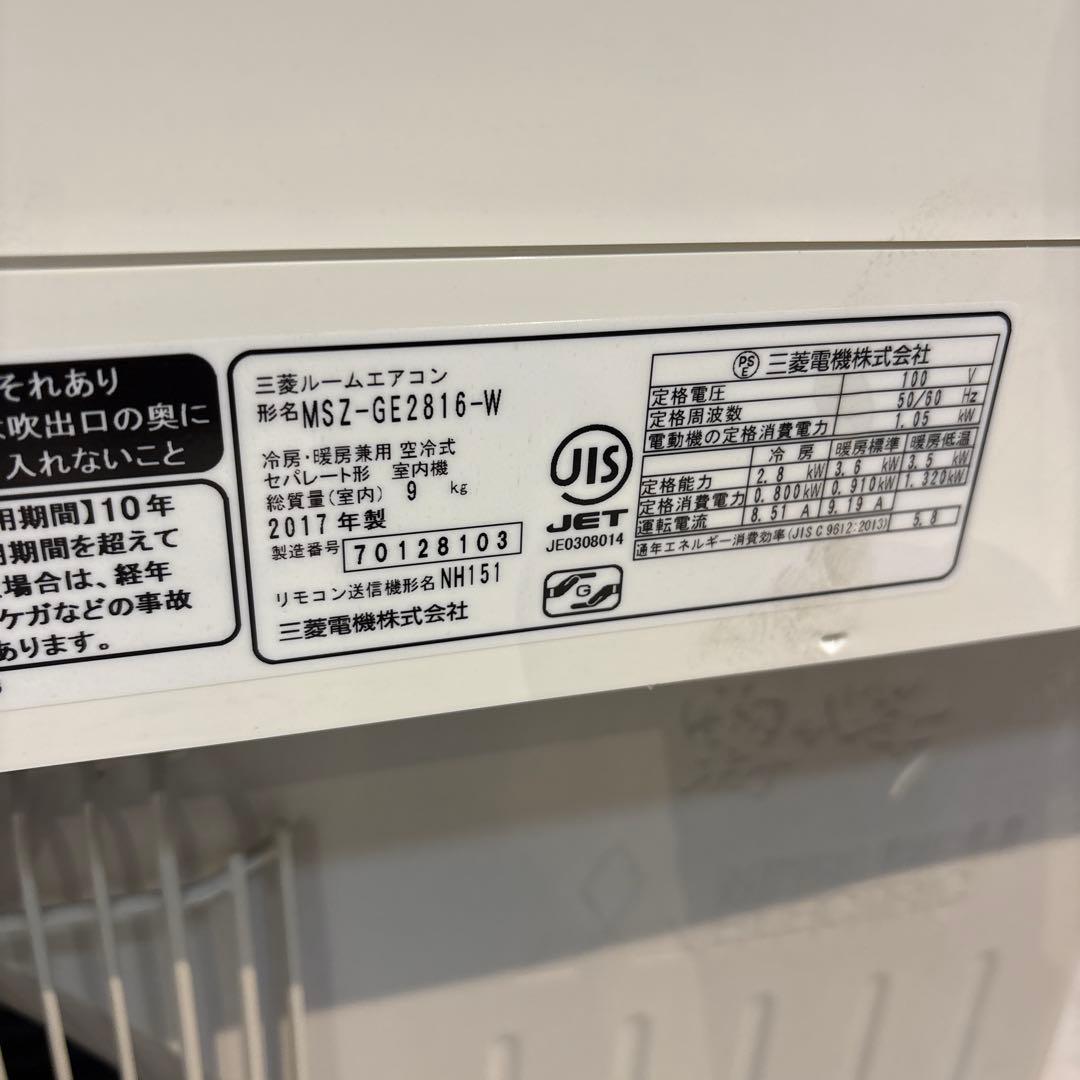 それあり
は吹出口の奥に
入れないこと
用期間】10年
用期間を超えて
場合は、経年
ケガなどの事故
あります。
三菱ルームエアコン
形名 MSZ-GE2816-W
冷房・暖房兼用 空冷式
セパレート形 室内機
総質量(室内) 9 kg
2017年製
製造番号 70128103
リモコン送信機形名 NH151
三菱電機株式会社
JIS
JET
JE0308014
G
PS E 三菱電機株式会社
定格電圧 100 V
定格周波数 50/60 Hz
電動機の定格消費電力 1.05 kW
冷房 暖房標準 暖房低温
定格能力 2.8 kW 3.6 kW 3.5 kW
定格消費電力 0.800kW 0.910kW 1.320kW
運転電流 8.51 A 9.19 A
通年エネルギー消費効率(JIS C 9612:2013) 5.8